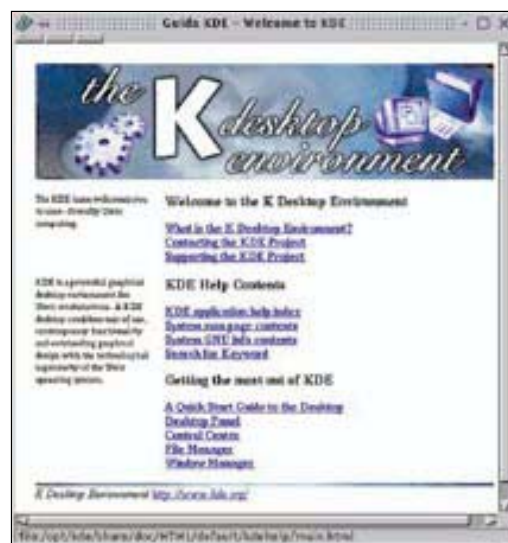 Guida KDE - Welcome to KDE
the K desktop environment
The KDE team welcomes you
to user-friendly Unix
computing.
Welcome to the K Desktop Environment
What is the K Desktop Environment?
Contacting the KDE Project
Supporting the KDE Project
KDE is a powerful graphical
desktop environment for
Unix workstations. A KDE
desktop combines ease of use,
contemporary functionality
and outstanding graphical
design with the technological
superiority of the Unix
operating system.
KDE Help Contents
KDE application help index
System man page contents
System GNU info contents
Search for Keyword
Getting the most out of KDE
A Quick Start Guide to the Desktop
Desktop Panel
Control Center
File Manager
Window Manager
K Desktop Environment http://www.kde.org/
file:/opt/kde/share/doc/HTML/default/kdehelp/main.html